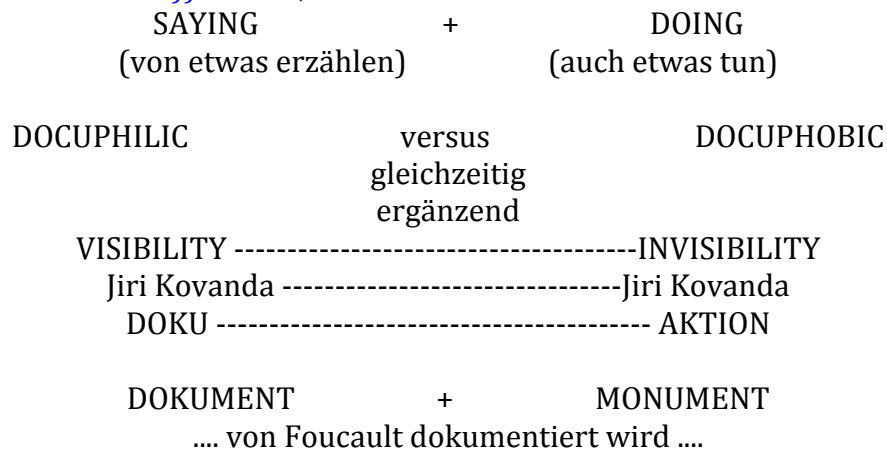 SAYING + DOING
(von etwas erzählen) (auch etwas tun)
DOCUPHILIC versus DOCUPHOBIC
gleichzeitig
ergänzend
VISIBILITY --------------------------------------INVISIBILITY
Jiri Kovanda --------------------------------Jiri Kovanda
DOKU ----------------------------------------- AKTION
DOKUMENT + MONUMENT
.... von Foucault dokumentiert wird ....